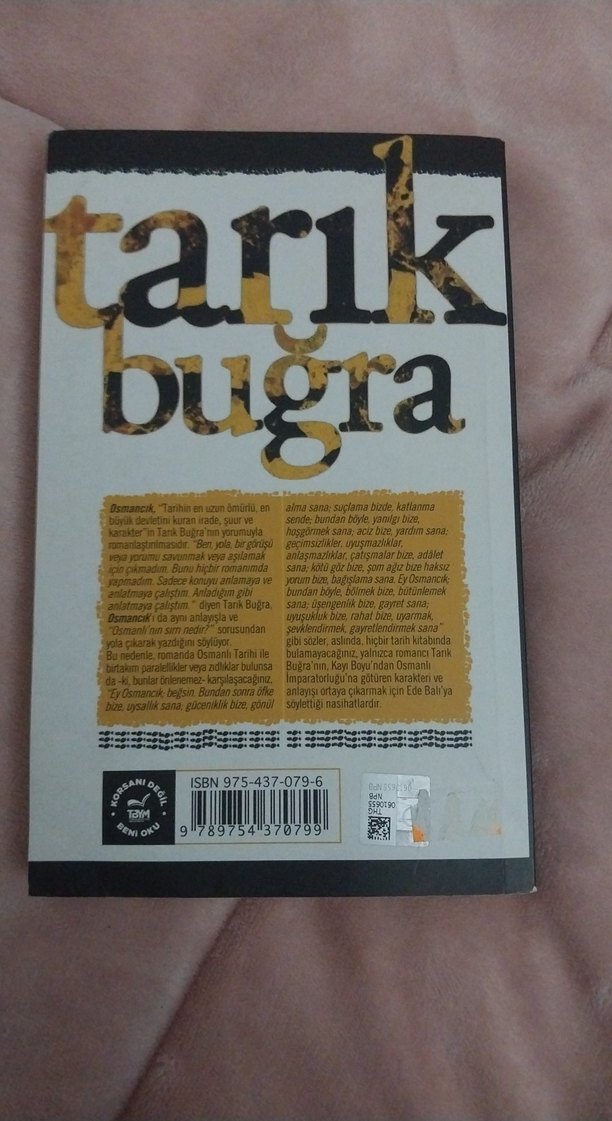 tarık
buğra
Osmancık, "Tarihin en uzun ömürlü, en
büyük devletini kuran irade, şuur ve
karakter"in Tarık Buğra'nın yorumuyla
romanlaştırılmasıdır. "Ben, yola, bir görüşü
veya yorumu savunmak veya aşılamak
için çıkmadım. Bunu hiçbir romanımda
yapmadım. Sadece konuyu anlamaya ve
anlatmaya çalıştım. Anladığım gibi
anlatmaya çalıştım." diyen Tarık Buğra,
Osmancık'ı da aynı anlayışla ve
"Osmanlı'nın sırrı nedir?" sorusundan
yola çıkarak yazdığını söylüyor.
Bu nedenle, romanda Osmanlı Tarihi ile
birtakım paralellikler veya zıdlıklar bulunsa
da -ki, bunlar önlenemez- karşılaşacağınız,
"Ey Osmancık; beğsin. Bundan sonra öfke
bize, uysallık sana; güceniklik bize, gönül
alma sana; suçlama bizde, katlanma
sende; bundan böyle, yanılgı bize,
hoşgörmek sana; aciz bize, yardım sana;
geçimsizlikler, uyuşmazlıklar,
anlaşmazlıklar, çatışmalar bize, adâlet
sana; kötü göz bize, şom ağız bize haksız
yorum bize, bağışlama sana. Ey Osmancık;
bundan böyle, bölmek bize, bütünlemek
sana; üşengenlik bize, gayret sana;
uyuşukluk bize, rahat bize, uyarmak,
şevklendirmek, gayretlendirmek sana"
gibi sözler, aslında, hiçbir tarih kitabında
bulamayacağınız, yalnızca romancı Tarık
Buğra'nın, Kayı Boyu'ndan Osmanlı
İmparatorluğu'na götüren karakteri ve
anlayışı ortaya çıkarmak için Ede Balı'ya
söylettiği nasihatlardır.
KORSANI DEĞİL
TBYM
BENİ OKU
ISBN 975-437-079-6
9 789754 370799
THG
0610655
NPB
0610655 NPB